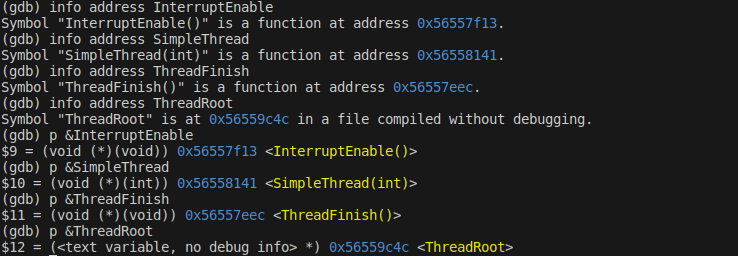 (gdb) info address InterruptEnable
Symbol "InterruptEnable()" is a function at address 0x56557f13.
(gdb) info address SimpleThread
Symbol "SimpleThread(int)" is a function at address 0x56558141.
(gdb) info address ThreadFinish
Symbol "ThreadFinish()" is a function at address 0x56557eec.
(gdb) info address ThreadRoot
Symbol "ThreadRoot" is at 0x56559c4c in a file compiled without debugging.
(gdb) p &InterruptEnable
$9 = (void (*)(void)) 0x56557f13 <InterruptEnable()>
(gdb) p &SimpleThread
$10 = (void (*)(int)) 0x56558141 <SimpleThread(int)>
(gdb) p &ThreadFinish
$11 = (void (*)(void)) 0x56557eec <ThreadFinish()>
(gdb) p &ThreadRoot
$12 = (<text variable, no debug info> *) 0x56559c4c <ThreadRoot>